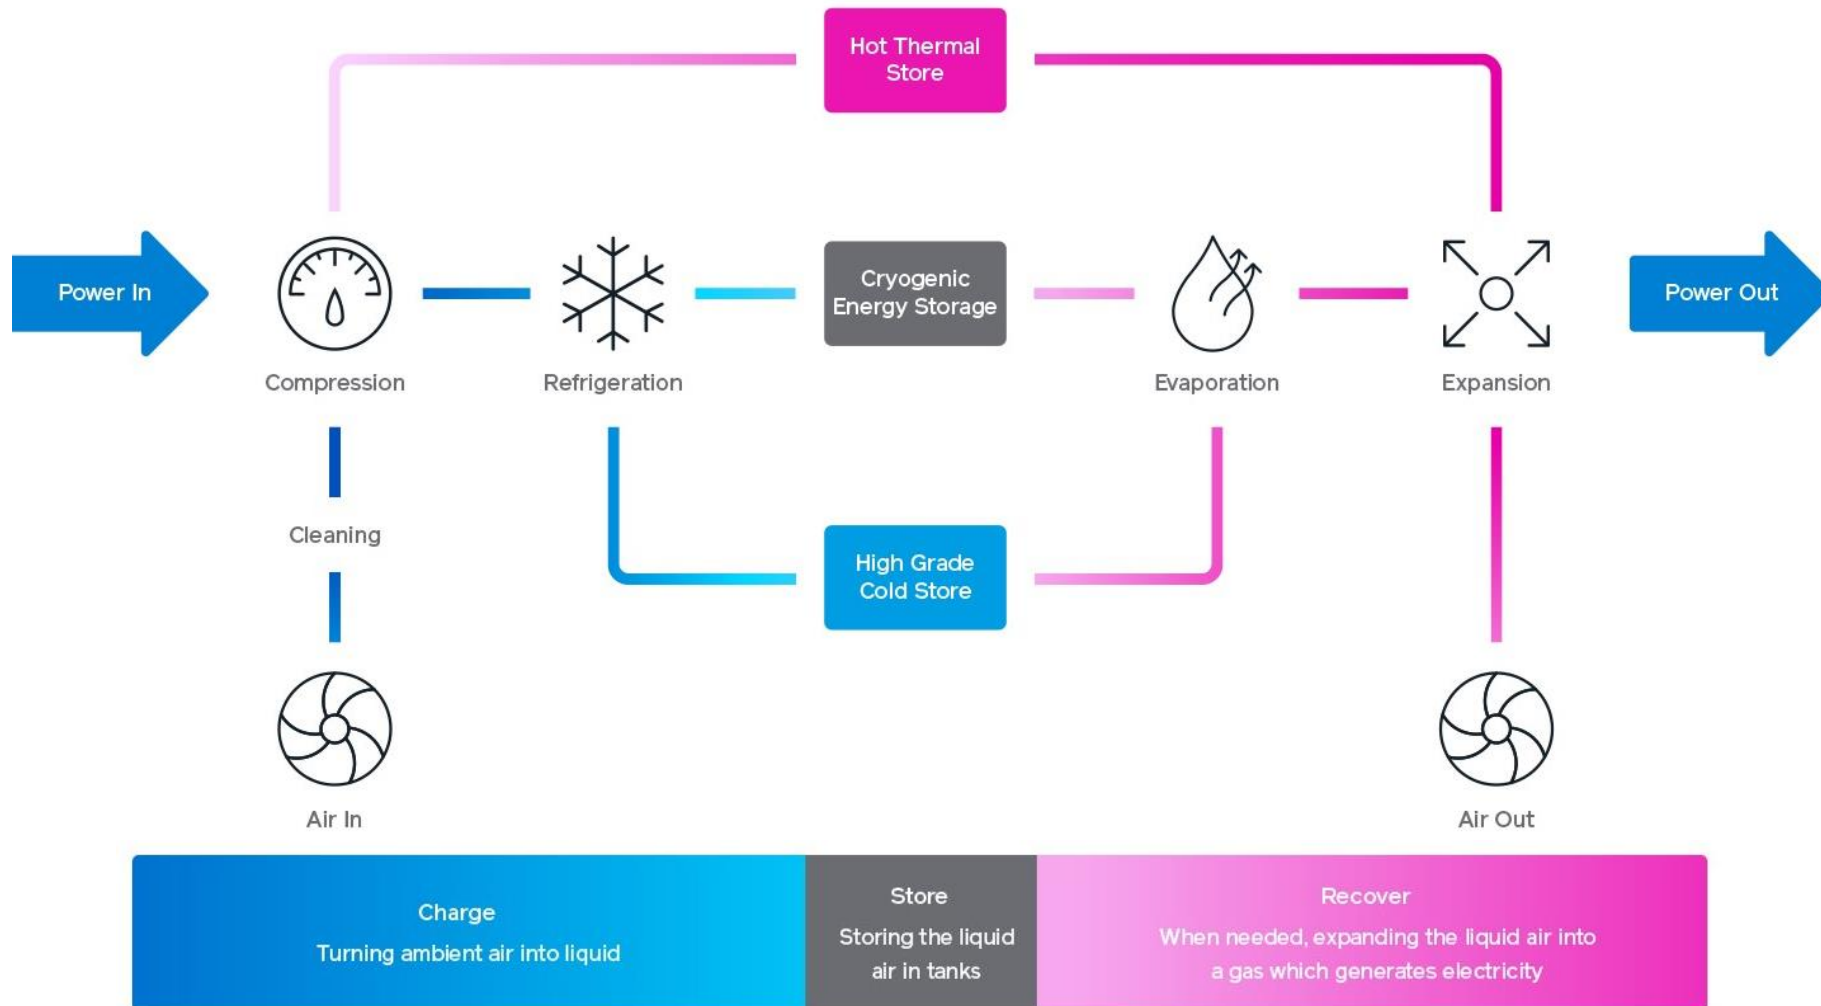 Hot Thermal
Store
Power In
Cryogenic
Energy Storage
Power Out
Compression
Refrigeration
Evaporation
Expansion
Cleaning
High Grade
Cold Store
Air In
Air Out
Charge
Turning ambient air into liquid
Store
Storing the liquid
air in tanks
Recover
When needed, expanding the liquid air into
a gas which generates electricity